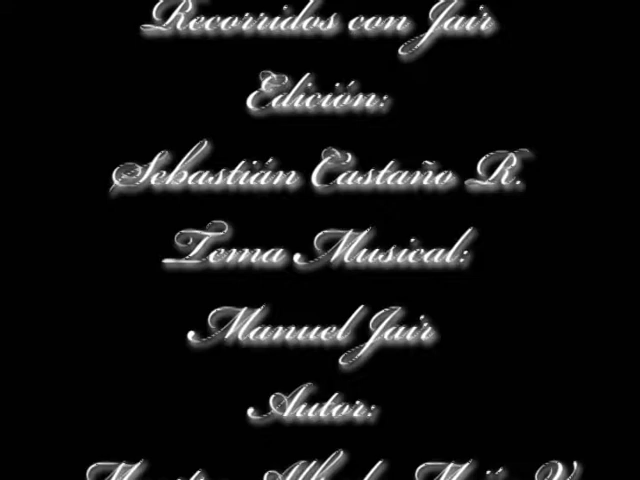 Recorridos con Jair
Edición:
Sebastián Castaño R.
Tema Musical:
Manuel Jair
Autor: